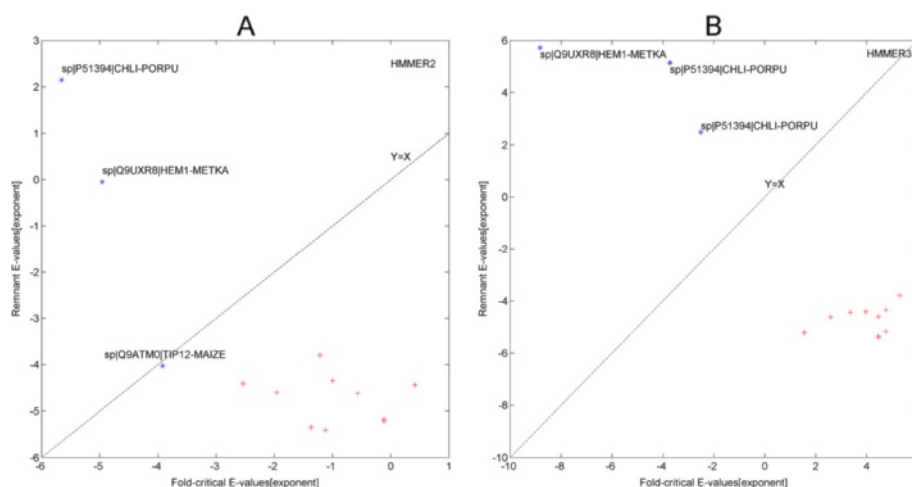 A
B
3
2
1
0
-1
-2
-3
-4
-5
-6
-6
-5
-4
-3
-2
-1
0
1
HMMER2
sp|P51394|CHLI-PORPU
sp|Q9UXR8|HEM1-METKA
sp|Q9ATM0|TIP12-MAIZE
Y=X
Remnant E-values[exponent]
Fold-critical E-values[exponent]
6
4
2
0
-2
-4
-6
-8
-10
-10
-8
-6
-4
-2
0
2
4
HMMER3
sp|Q9UXR8|HEM1-METKA
sp|P51394|CHLI-PORPU
sp|P51394|CHLI-PORPU
Y=X
Remnant E-values[exponent]
Fold-critical E-values[exponent]